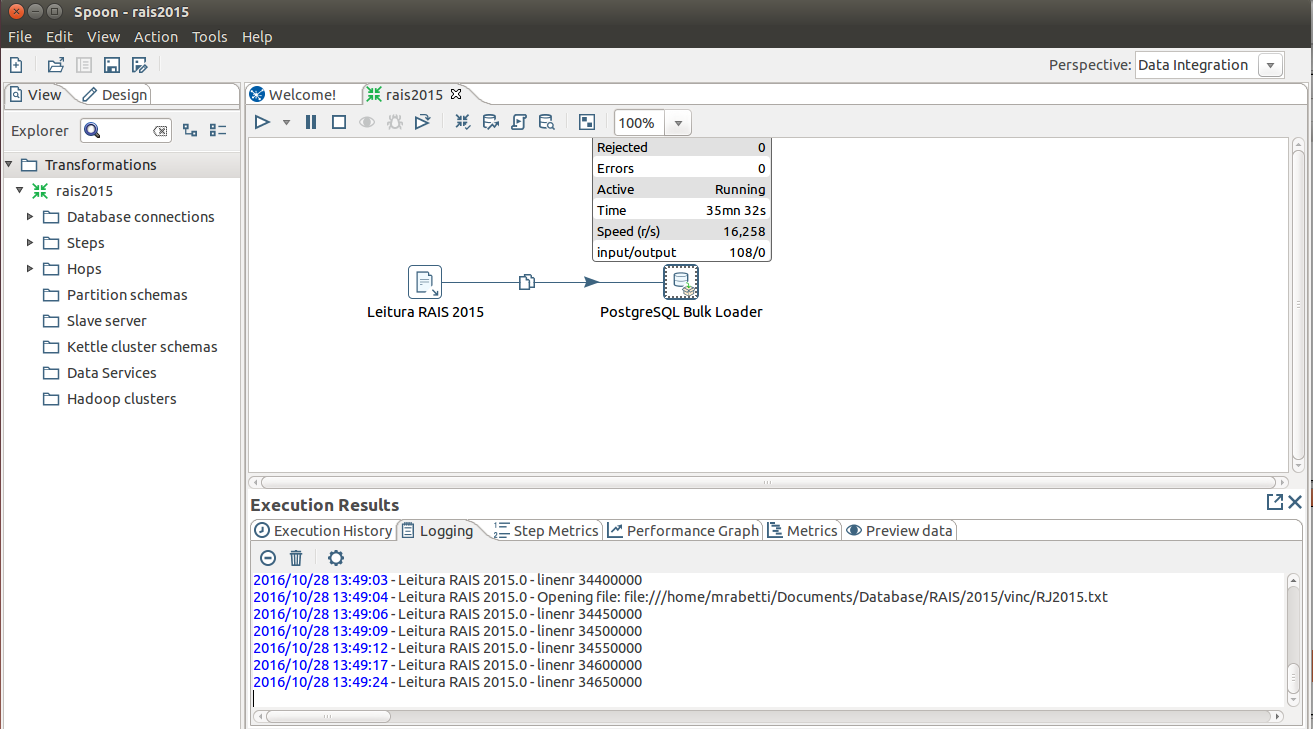 Spoon - rais2015
File Edit View Action Tools Help
Perspective: Data Integration
View Design
Welcome! rais2015
Explorer
100%
Transformations
rais2015
Database connections
Steps
Hops
Partition schemas
Slave server
Kettle cluster schemas
Data Services
Hadoop clusters
Rejected 0
Errors 0
Active Running
Time 35mn 32s
Speed (r/s) 16,258
input/output 108/0
Leitura RAIS 2015 PostgreSQL Bulk Loader
Execution Results
Execution History Logging Step Metrics Performance Graph Metrics Preview data
2016/10/28 13:49:03 - Leitura RAIS 2015.0 - linenr 34400000
2016/10/28 13:49:04 - Leitura RAIS 2015.0 - Opening file: file:///home/mrabetti/Documents/Database/RAIS/2015/vinc/RJ2015.txt
2016/10/28 13:49:06 - Leitura RAIS 2015.0 - linenr 34450000
2016/10/28 13:49:09 - Leitura RAIS 2015.0 - linenr 34500000
2016/10/28 13:49:12 - Leitura RAIS 2015.0 - linenr 34550000
2016/10/28 13:49:17 - Leitura RAIS 2015.0 - linenr 34600000
2016/10/28 13:49:24 - Leitura RAIS 2015.0 - linenr 34650000